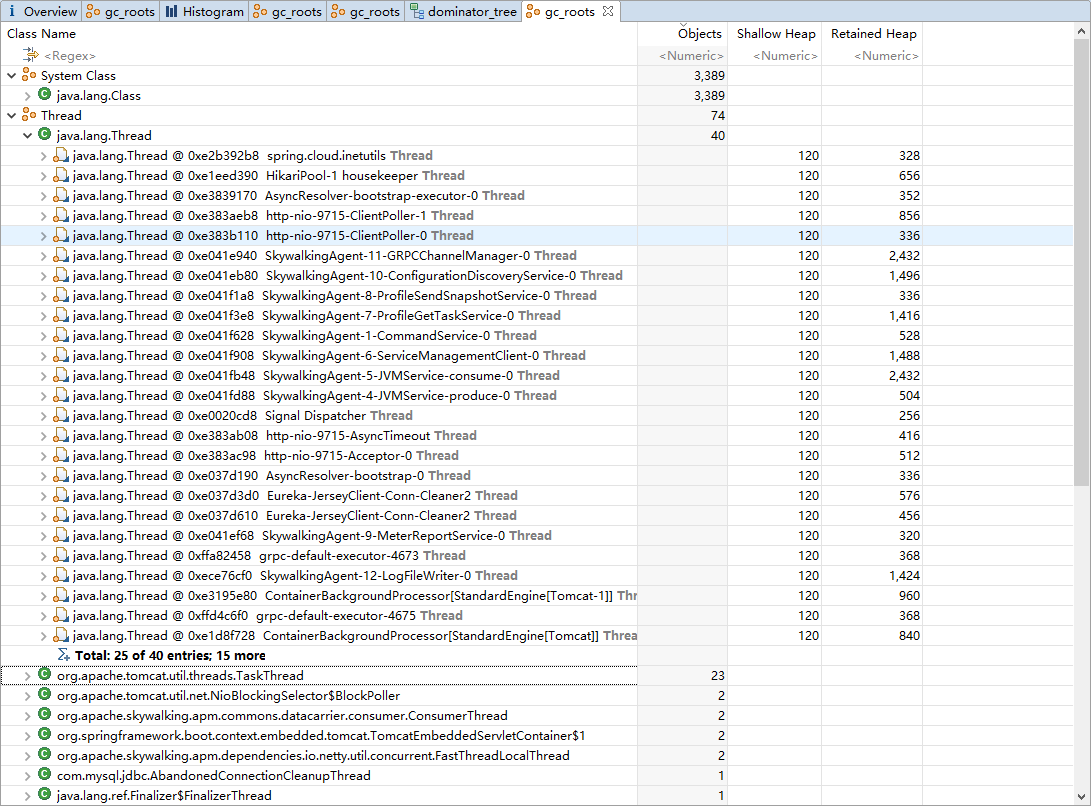 i Overview gc_roots Histogram gc_roots gc_roots dominator_tree gc_roots
Class Name Objects Shallow Heap Retained Heap
<Regex> <Numeric> <Numeric> <Numeric>
System Class 3,389
java.lang.Class 3,389
Thread 74
java.lang.Thread 40
java.lang.Thread @ 0xe2b392b8 spring.cloud.inetutils Thread 120 328
java.lang.Thread @ 0xe1eed390 HikariPool-1 housekeeper Thread 120 656
java.lang.Thread @ 0xe3839170 AsyncResolver-bootstrap-executor-0 Thread 120 352
java.lang.Thread @ 0xe383aeb8 http-nio-9715-ClientPoller-1 Thread 120 856
java.lang.Thread @ 0xe383b110 http-nio-9715-ClientPoller-0 Thread 120 336
java.lang.Thread @ 0xe041e940 SkywalkingAgent-11-GRPCChannelManager-0 Thread 120 2,432
java.lang.Thread @ 0xe041eb80 SkywalkingAgent-10-ConfigurationDiscoveryService-0 Thread 120 1,496
java.lang.Thread @ 0xe041f1a8 SkywalkingAgent-8-ProfileSendSnapshotService-0 Thread 120 336
java.lang.Thread @ 0xe041f3e8 SkywalkingAgent-7-ProfileGetTaskService-0 Thread 120 1,416
java.lang.Thread @ 0xe041f628 SkywalkingAgent-1-CommandService-0 Thread 120 528
java.lang.Thread @ 0xe041f908 SkywalkingAgent-6-ServiceManagementClient-0 Thread 120 1,488
java.lang.Thread @ 0xe041fb48 SkywalkingAgent-5-JVMService-consume-0 Thread 120 2,432
java.lang.Thread @ 0xe041fd88 SkywalkingAgent-4-JVMService-produce-0 Thread 120 504
java.lang.Thread @ 0xe0020cd8 Signal Dispatcher Thread 120 256
java.lang.Thread @ 0xe383ab08 http-nio-9715-AsyncTimeout Thread 120 416
java.lang.Thread @ 0xe383ac98 http-nio-9715-Acceptor-0 Thread 120 512
java.lang.Thread @ 0xe037d190 AsyncResolver-bootstrap-0 Thread 120 336
java.lang.Thread @ 0xe037d3d0 Eureka-JerseyClient-Conn-Cleaner2 Thread 120 576
java.lang.Thread @ 0xe037d610 Eureka-JerseyClient-Conn-Cleaner2 Thread 120 456
java.lang.Thread @ 0xe041ef68 SkywalkingAgent-9-MeterReportService-0 Thread 120 320
java.lang.Thread @ 0xffa82458 grpc-default-executor-4673 Thread 120 368
java.lang.Thread @ 0xece76cf0 SkywalkingAgent-12-LogFileWriter-0 Thread 120 1,424
java.lang.Thread @ 0xe3195e80 ContainerBackgroundProcessor[StandardEngine[Tomcat-1]] Thr 120 960
java.lang.Thread @ 0xffd4c6f0 grpc-default-executor-4675 Thread 120 368
java.lang.Thread @ 0xe1d8f728 ContainerBackgroundProcessor[StandardEngine[Tomcat]] Threa 120 840
Total: 25 of 40 entries; 15 more
org.apache.tomcat.util.threads.TaskThread 23
org.apache.tomcat.util.net.NioBlockingSelector$BlockPoller 2
org.apache.skywalking.apm.commons.datacarrier.consumer.ConsumerThread 2
org.springframework.boot.context.embedded.tomcat.TomcatEmbeddedServletContainer$1 2
org.apache.skywalking.apm.dependencies.io.netty.util.concurrent.FastThreadLocalThread 2
com.mysql.jdbc.AbandonedConnectionCleanupThread 1
java.lang.ref.Finalizer$FinalizerThread 1